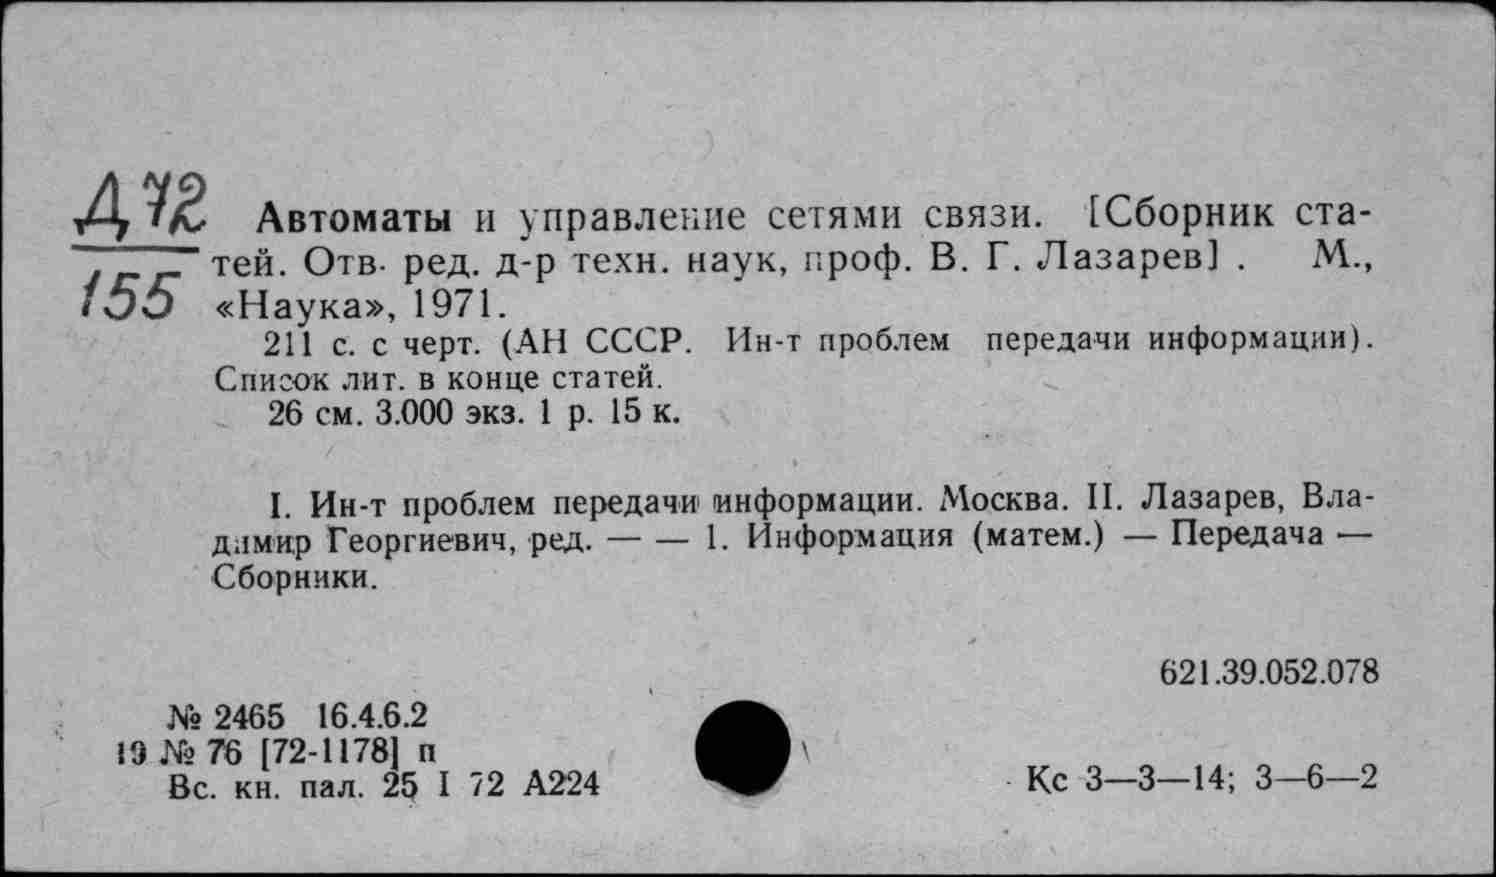 Д72
155
Автоматы и управление сетями связи. [Сборник ста-
тей. Отв. ред. д-р техн. наук, проф. В. Г. Лазарев] . М.,
«Наука», 1971.
211 с. с черт. (АН СССР. Ин-т проблем передачи информации).
Список лит. в конце статей.
26 см. 3.000 экз. 1 р. 15 к.
I. Ин-т проблем передачи информации. Москва. II. Лазарев, Вла-
димир Георгиевич, ред. — — 1. Информация (матем.) — Передача —
Сборники.
621.39.052.078
№ 2465 16.4.6.2
19 № 76 [72-1178] п
Вс. кн. пал. 25 I 72 А224
Кс 3—3—14; 3—6—2